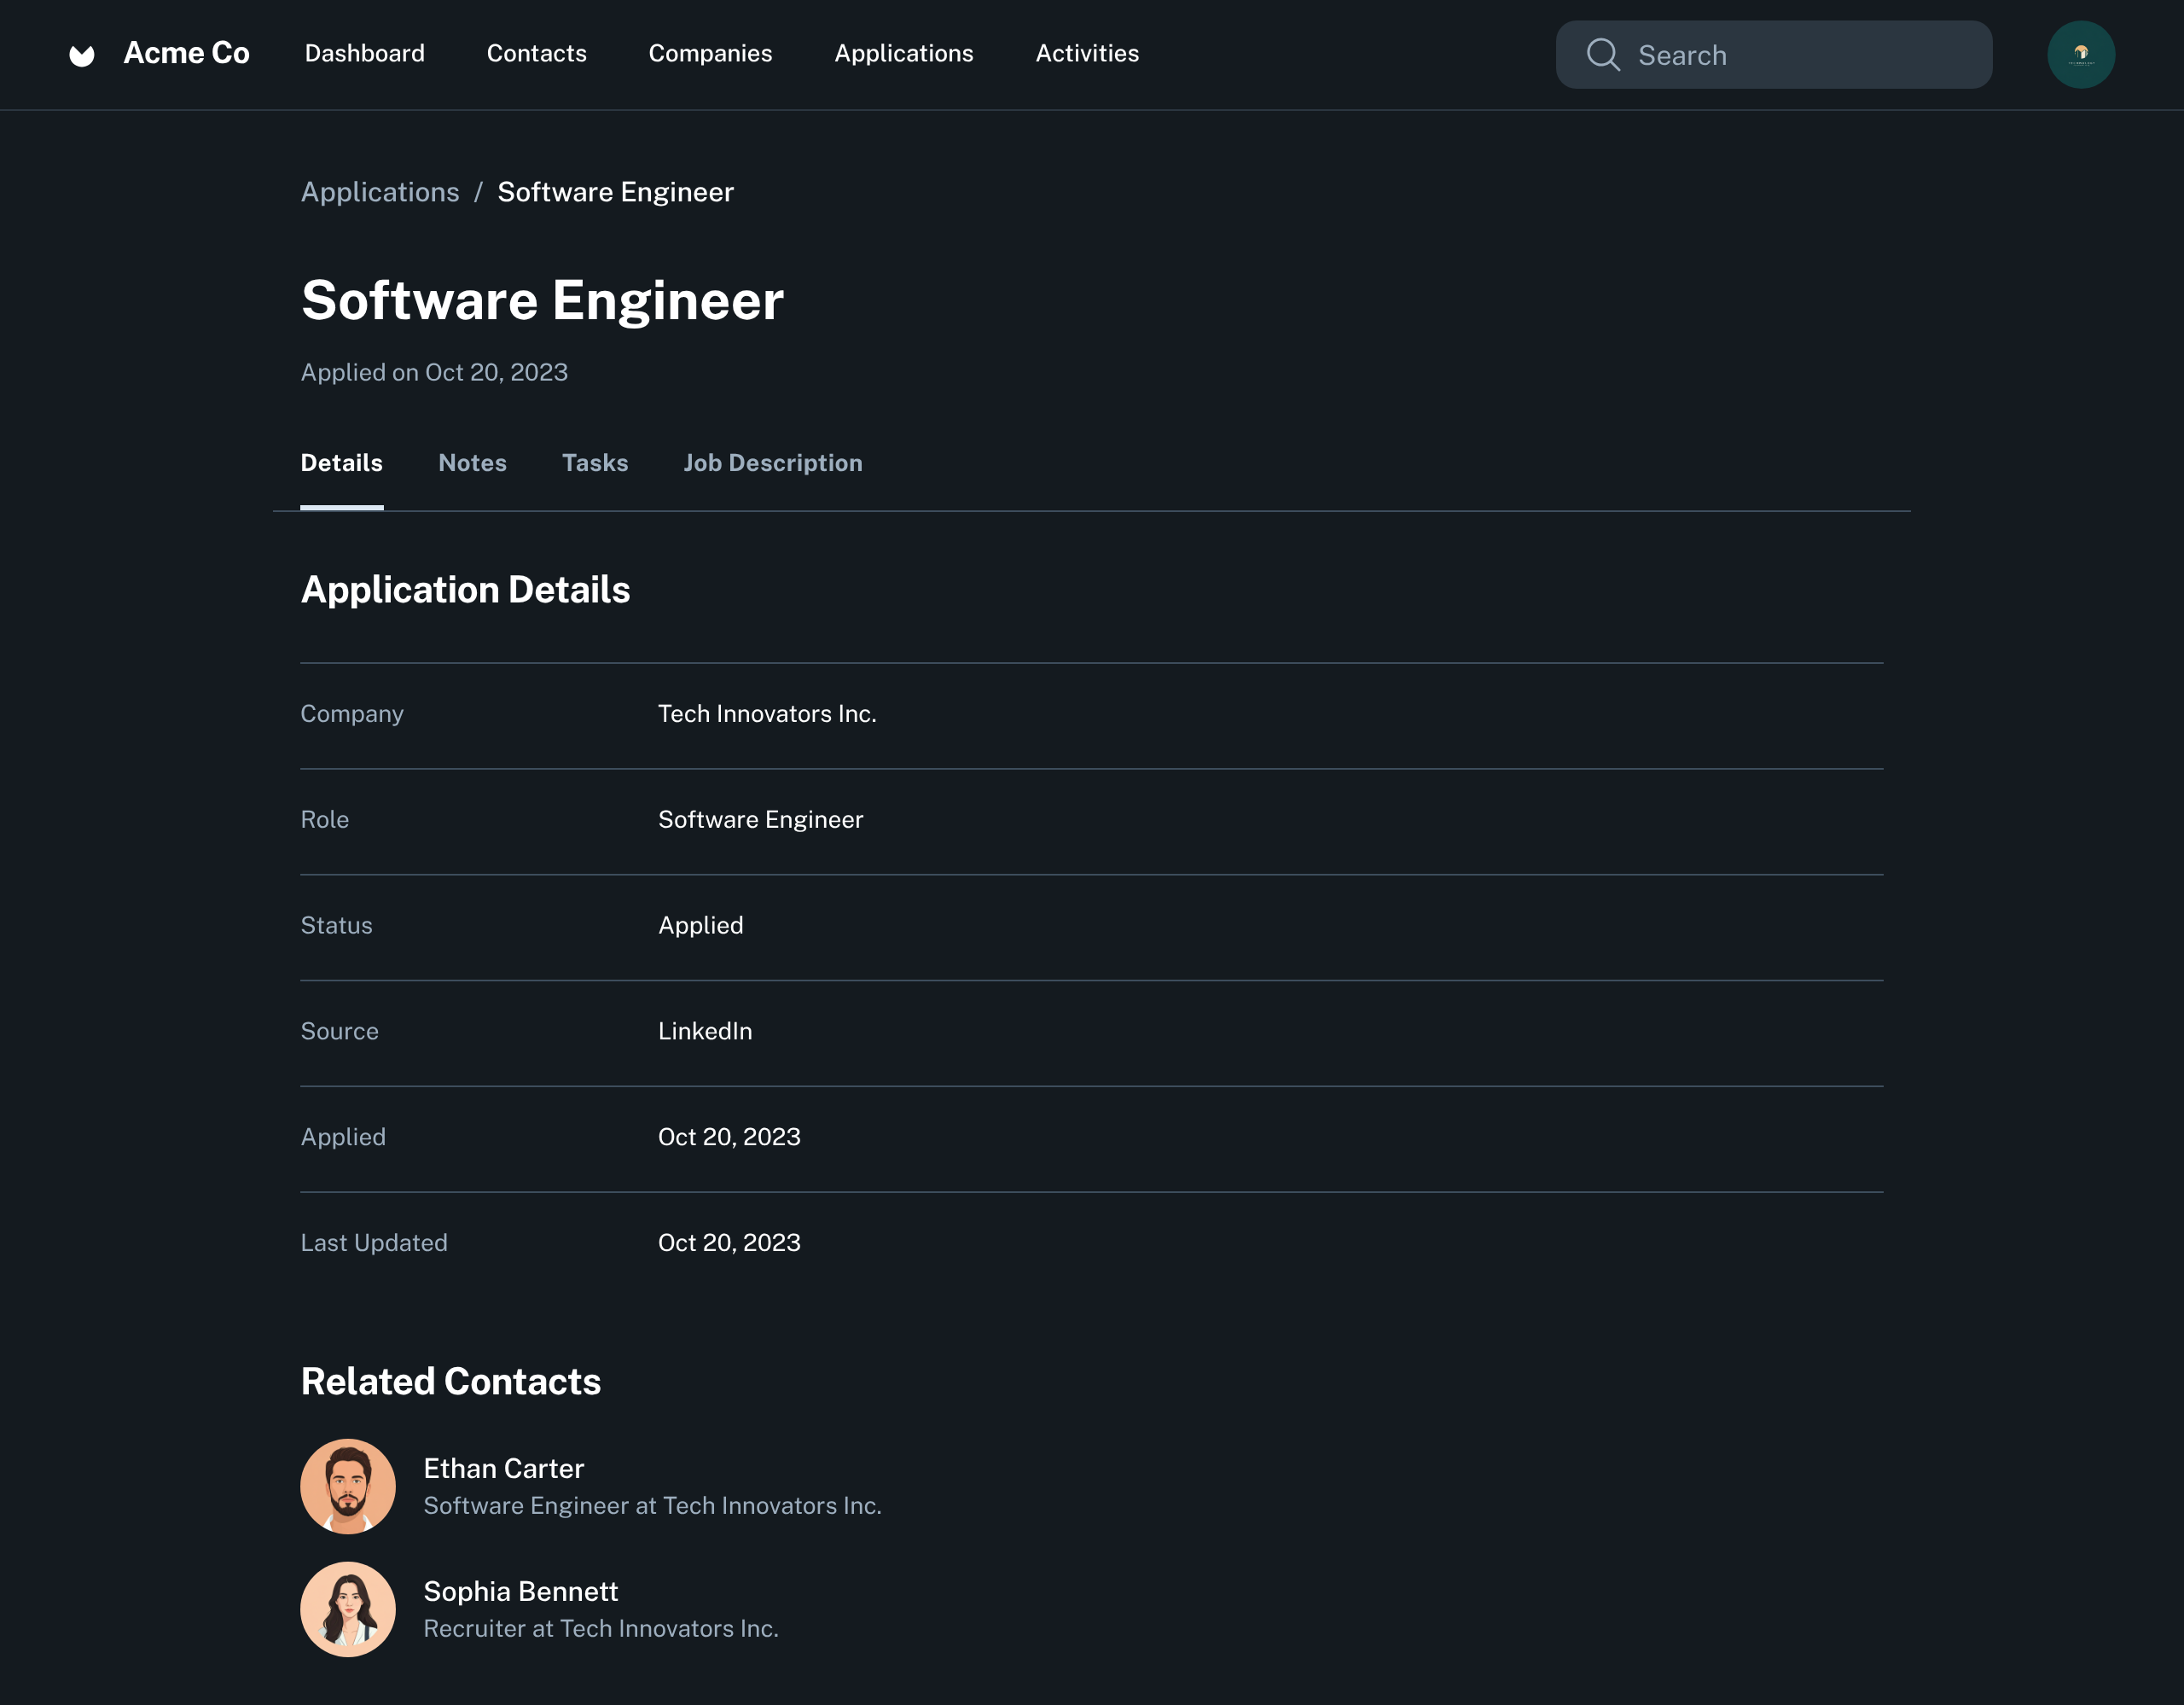 Acme Co
Dashboard
Contacts
Companies
Applications
Activities
Search
Applications / Software Engineer
Software Engineer
Applied on Oct 20, 2023
Details
Notes
Tasks
Job Description
Application Details
Company
Tech Innovators Inc.
Role
Software Engineer
Status
Applied
Source
LinkedIn
Applied
Oct 20, 2023
Last Updated
Oct 20, 2023
Related Contacts
Ethan Carter
Software Engineer at Tech Innovators Inc.
Sophia Bennett
Recruiter at Tech Innovators Inc.